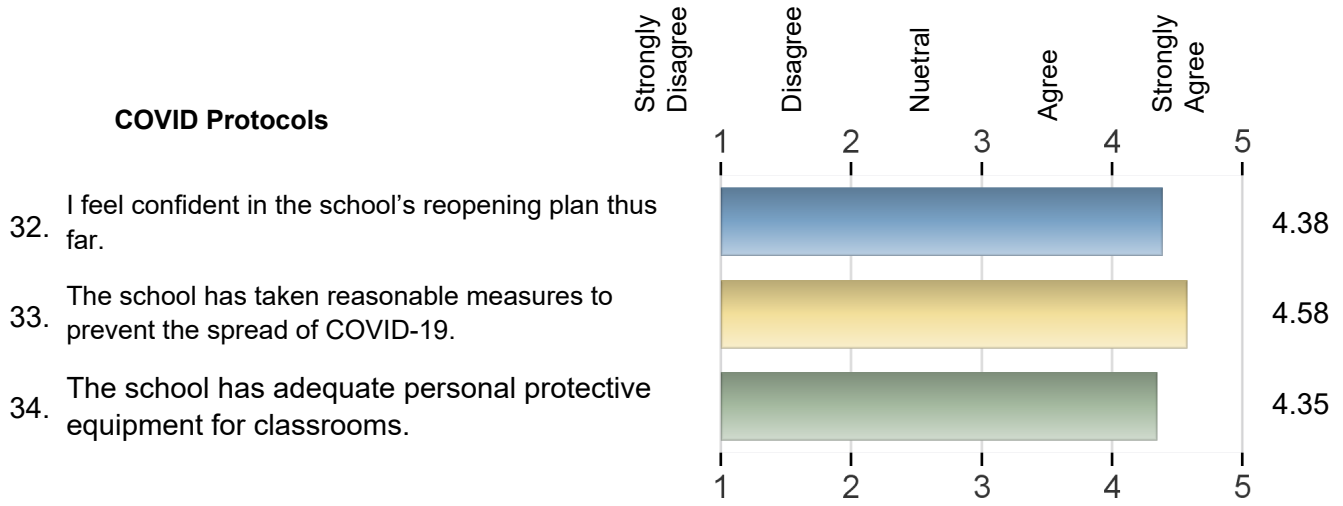 Strongly
Disagree
Disagree
Nuetral
Agree
Strongly
Agree
COVID Protocols
1 2 3 4 5
32. I feel confident in the school’s reopening plan thus
far.
4.38
33. The school has taken reasonable measures to
prevent the spread of COVID-19.
4.58
34. The school has adequate personal protective
equipment for classrooms.
4.35
1 2 3 4 5